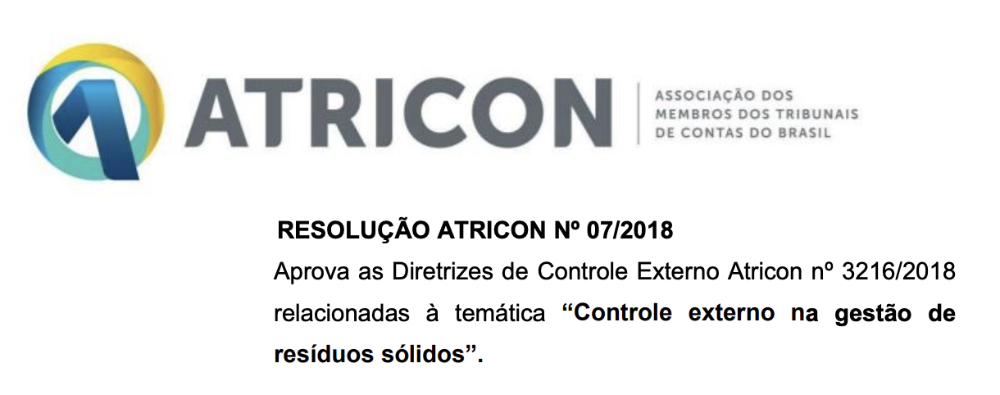 ATRICON
ASSOCIAÇÃO DOS
MEMBROS DOS TRIBUNAIS
DE CONTAS DO BRASIL
RESOLUÇÃO ATRICON Nº 07/2018
Aprova as Diretrizes de Controle Externo Atricon nº 3216/2018
relacionadas à temática “Controle externo na gestão de
resíduos sólidos”.